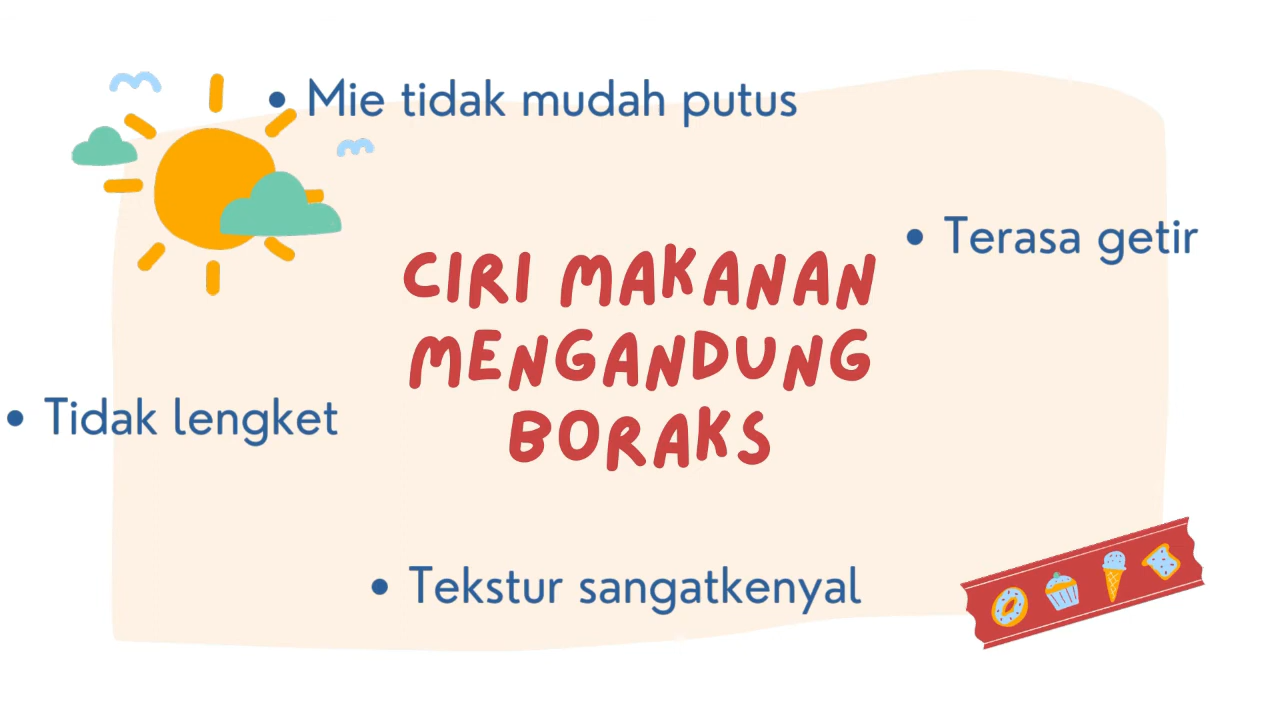 • Mie tidak mudah putus
• Terasa getir
CIRI MAKANAN
MENGANDUNG
BORAKS
• Tidak lengket
• Tekstur sangatkenyal